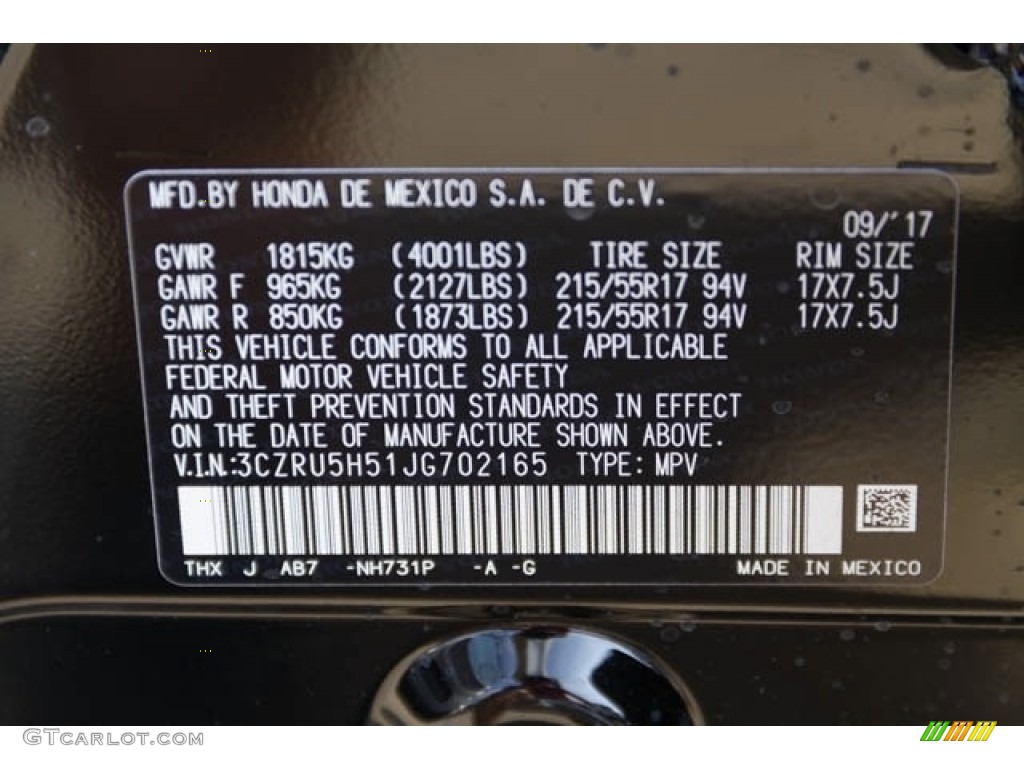 MFD.BY HONDA DE MEXICO S.A. DE C.V.
09/'17
GVWR 1815KG (4001LBS) TIRE SIZE RIM SIZE
GAWR F 965KG (2127LBS) 215/55R17 94V 17X7.5J
GAWR R 850KG (1873LBS) 215/55R17 94V 17X7.5J
THIS VEHICLE CONFORMS TO ALL APPLICABLE
FEDERAL MOTOR VEHICLE SAFETY
AND THEFT PREVENTION STANDARDS IN EFFECT
ON THE DATE OF MANUFACTURE SHOWN ABOVE.
V.I.N.:3CZRU5H51JG702165 TYPE: MPV
THX J AB7 -NH731P -A -G MADE IN MEXICO
GTCARLOT.COM